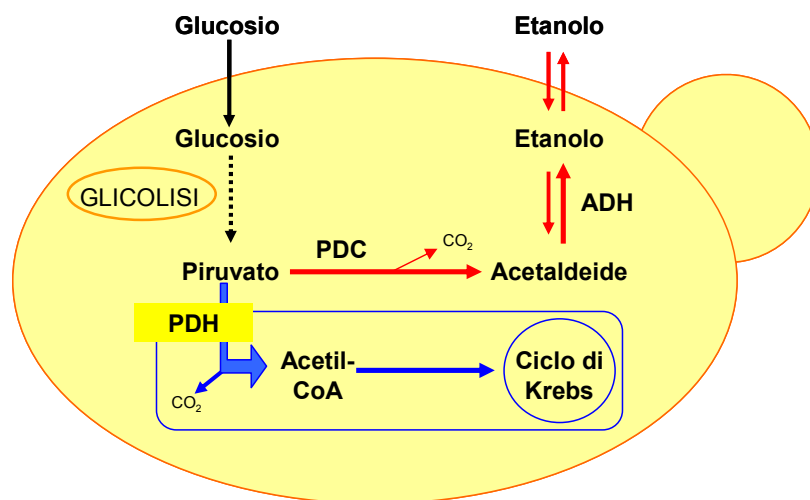 Glucosio
Etanolo
Glucosio
Etanolo
GLICOLISI
ADH
PDC
CO₂
Piruvato
Acetaldeide
PDH
Acetil-
CoA
Ciclo di
Krebs
CO₂